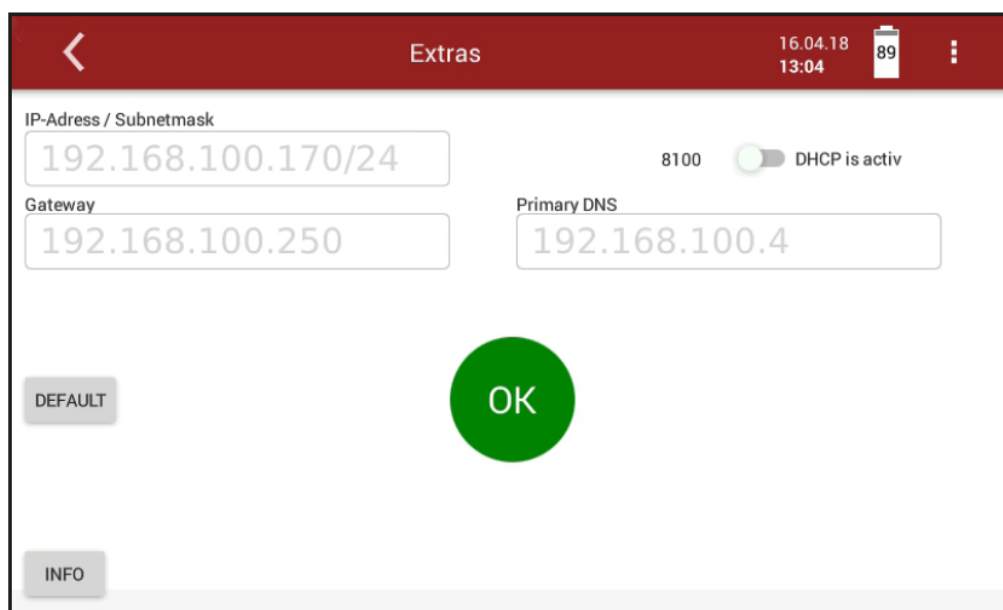 Extras
16.04.18
13:04
89
IP-Adress / Subnetmask
192.168.100.170/24
8100
DHCP is activ
Gateway
192.168.100.250
Primary DNS
192.168.100.4
DEFAULT
OK
INFO